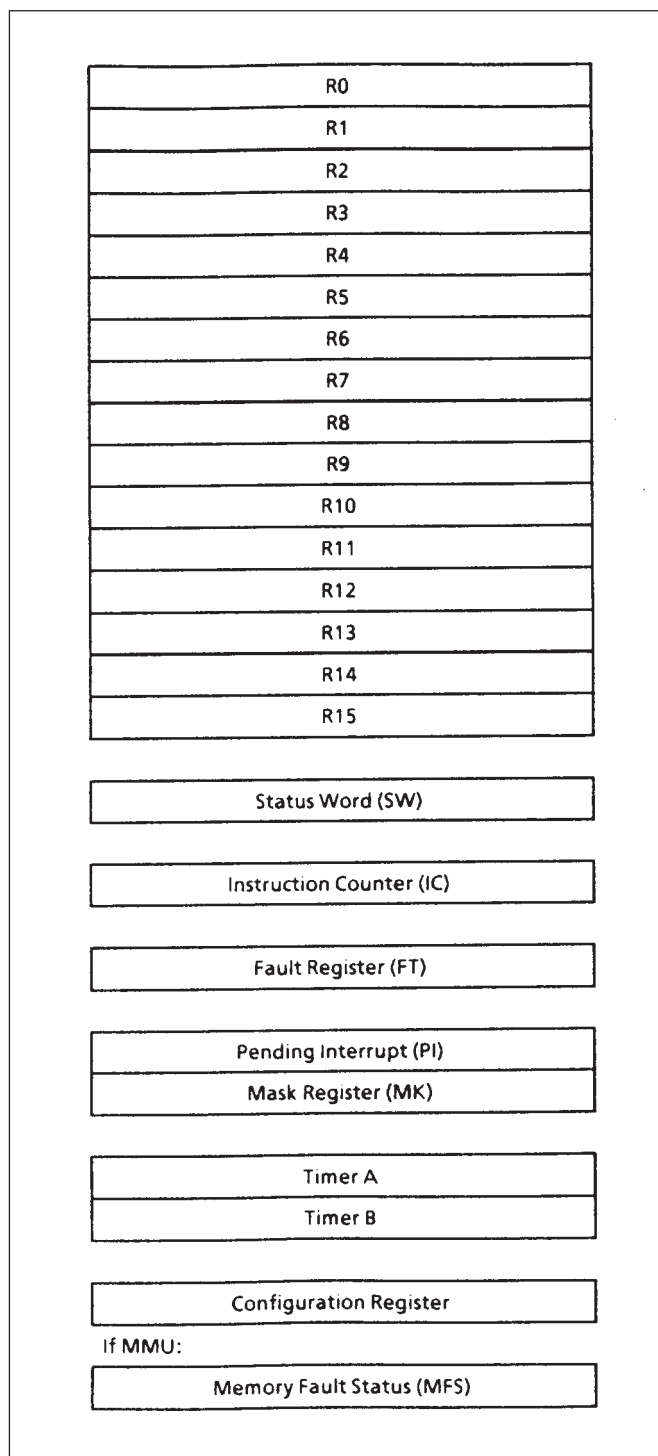 R0
R1
R2
R3
R4
R5
R6
R7
R8
R9
R10
R11
R12
R13
R14
R15
Status Word (SW)
Instruction Counter (IC)
Fault Register (FT)
Pending Interrupt (PI)
Mask Register (MK)
Timer A
Timer B
Configuration Register
If MMU:
Memory Fault Status (MFS)